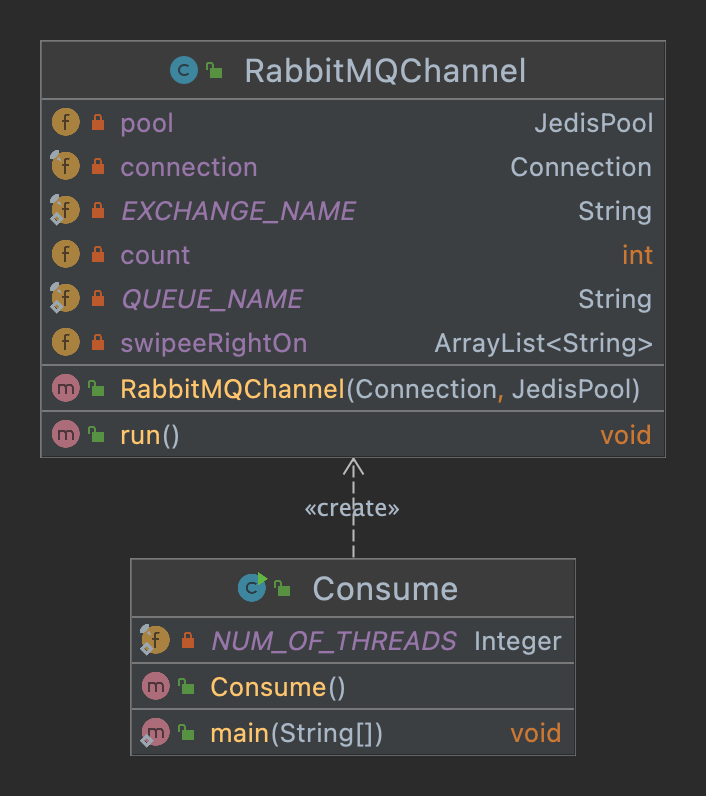 RabbitMQChannel
pool JedisPool
connection Connection
EXCHANGE_NAME String
count int
QUEUE_NAME String
swipeeRightOn ArrayList<String>
RabbitMQChannel(Connection, JedisPool)
run() void
«create»
Consume
NUM_OF_THREADS Integer
Consume()
main(String[]) void